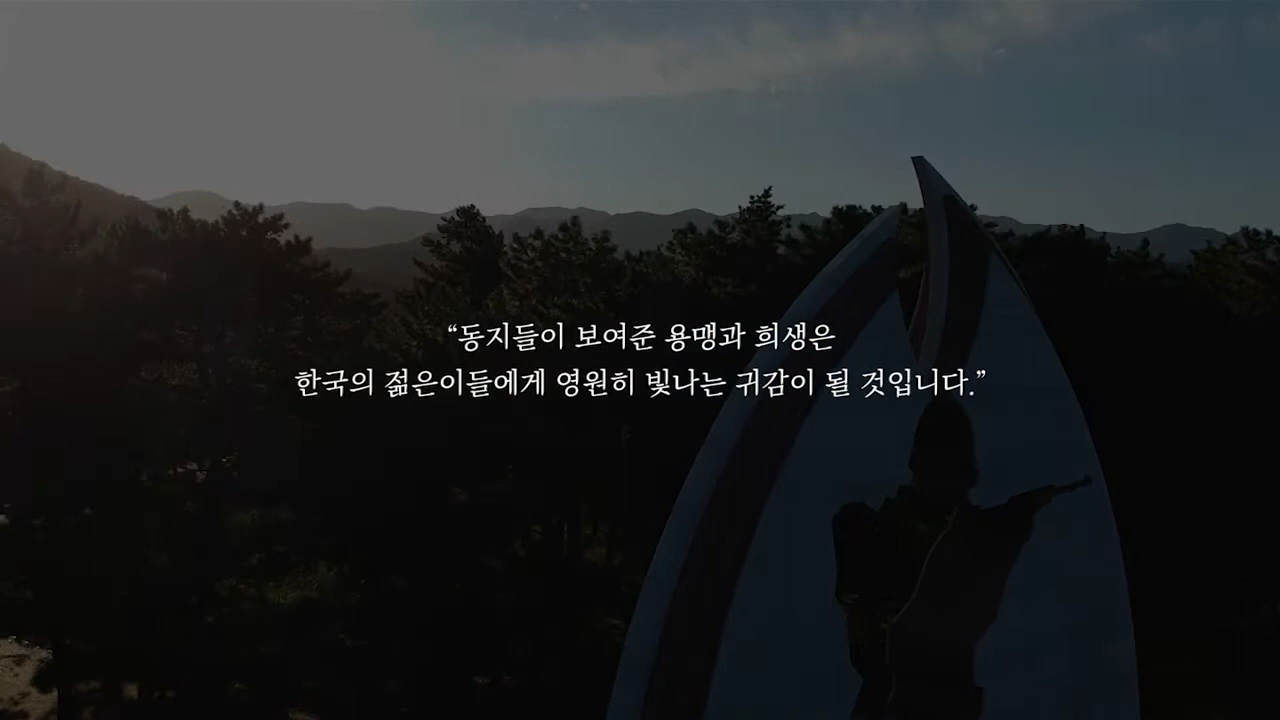 “동지들이 보여준 용맹과 희생은
한국의 젊은이들에게 영원히 빛나는 귀감이 될 것입니다.”